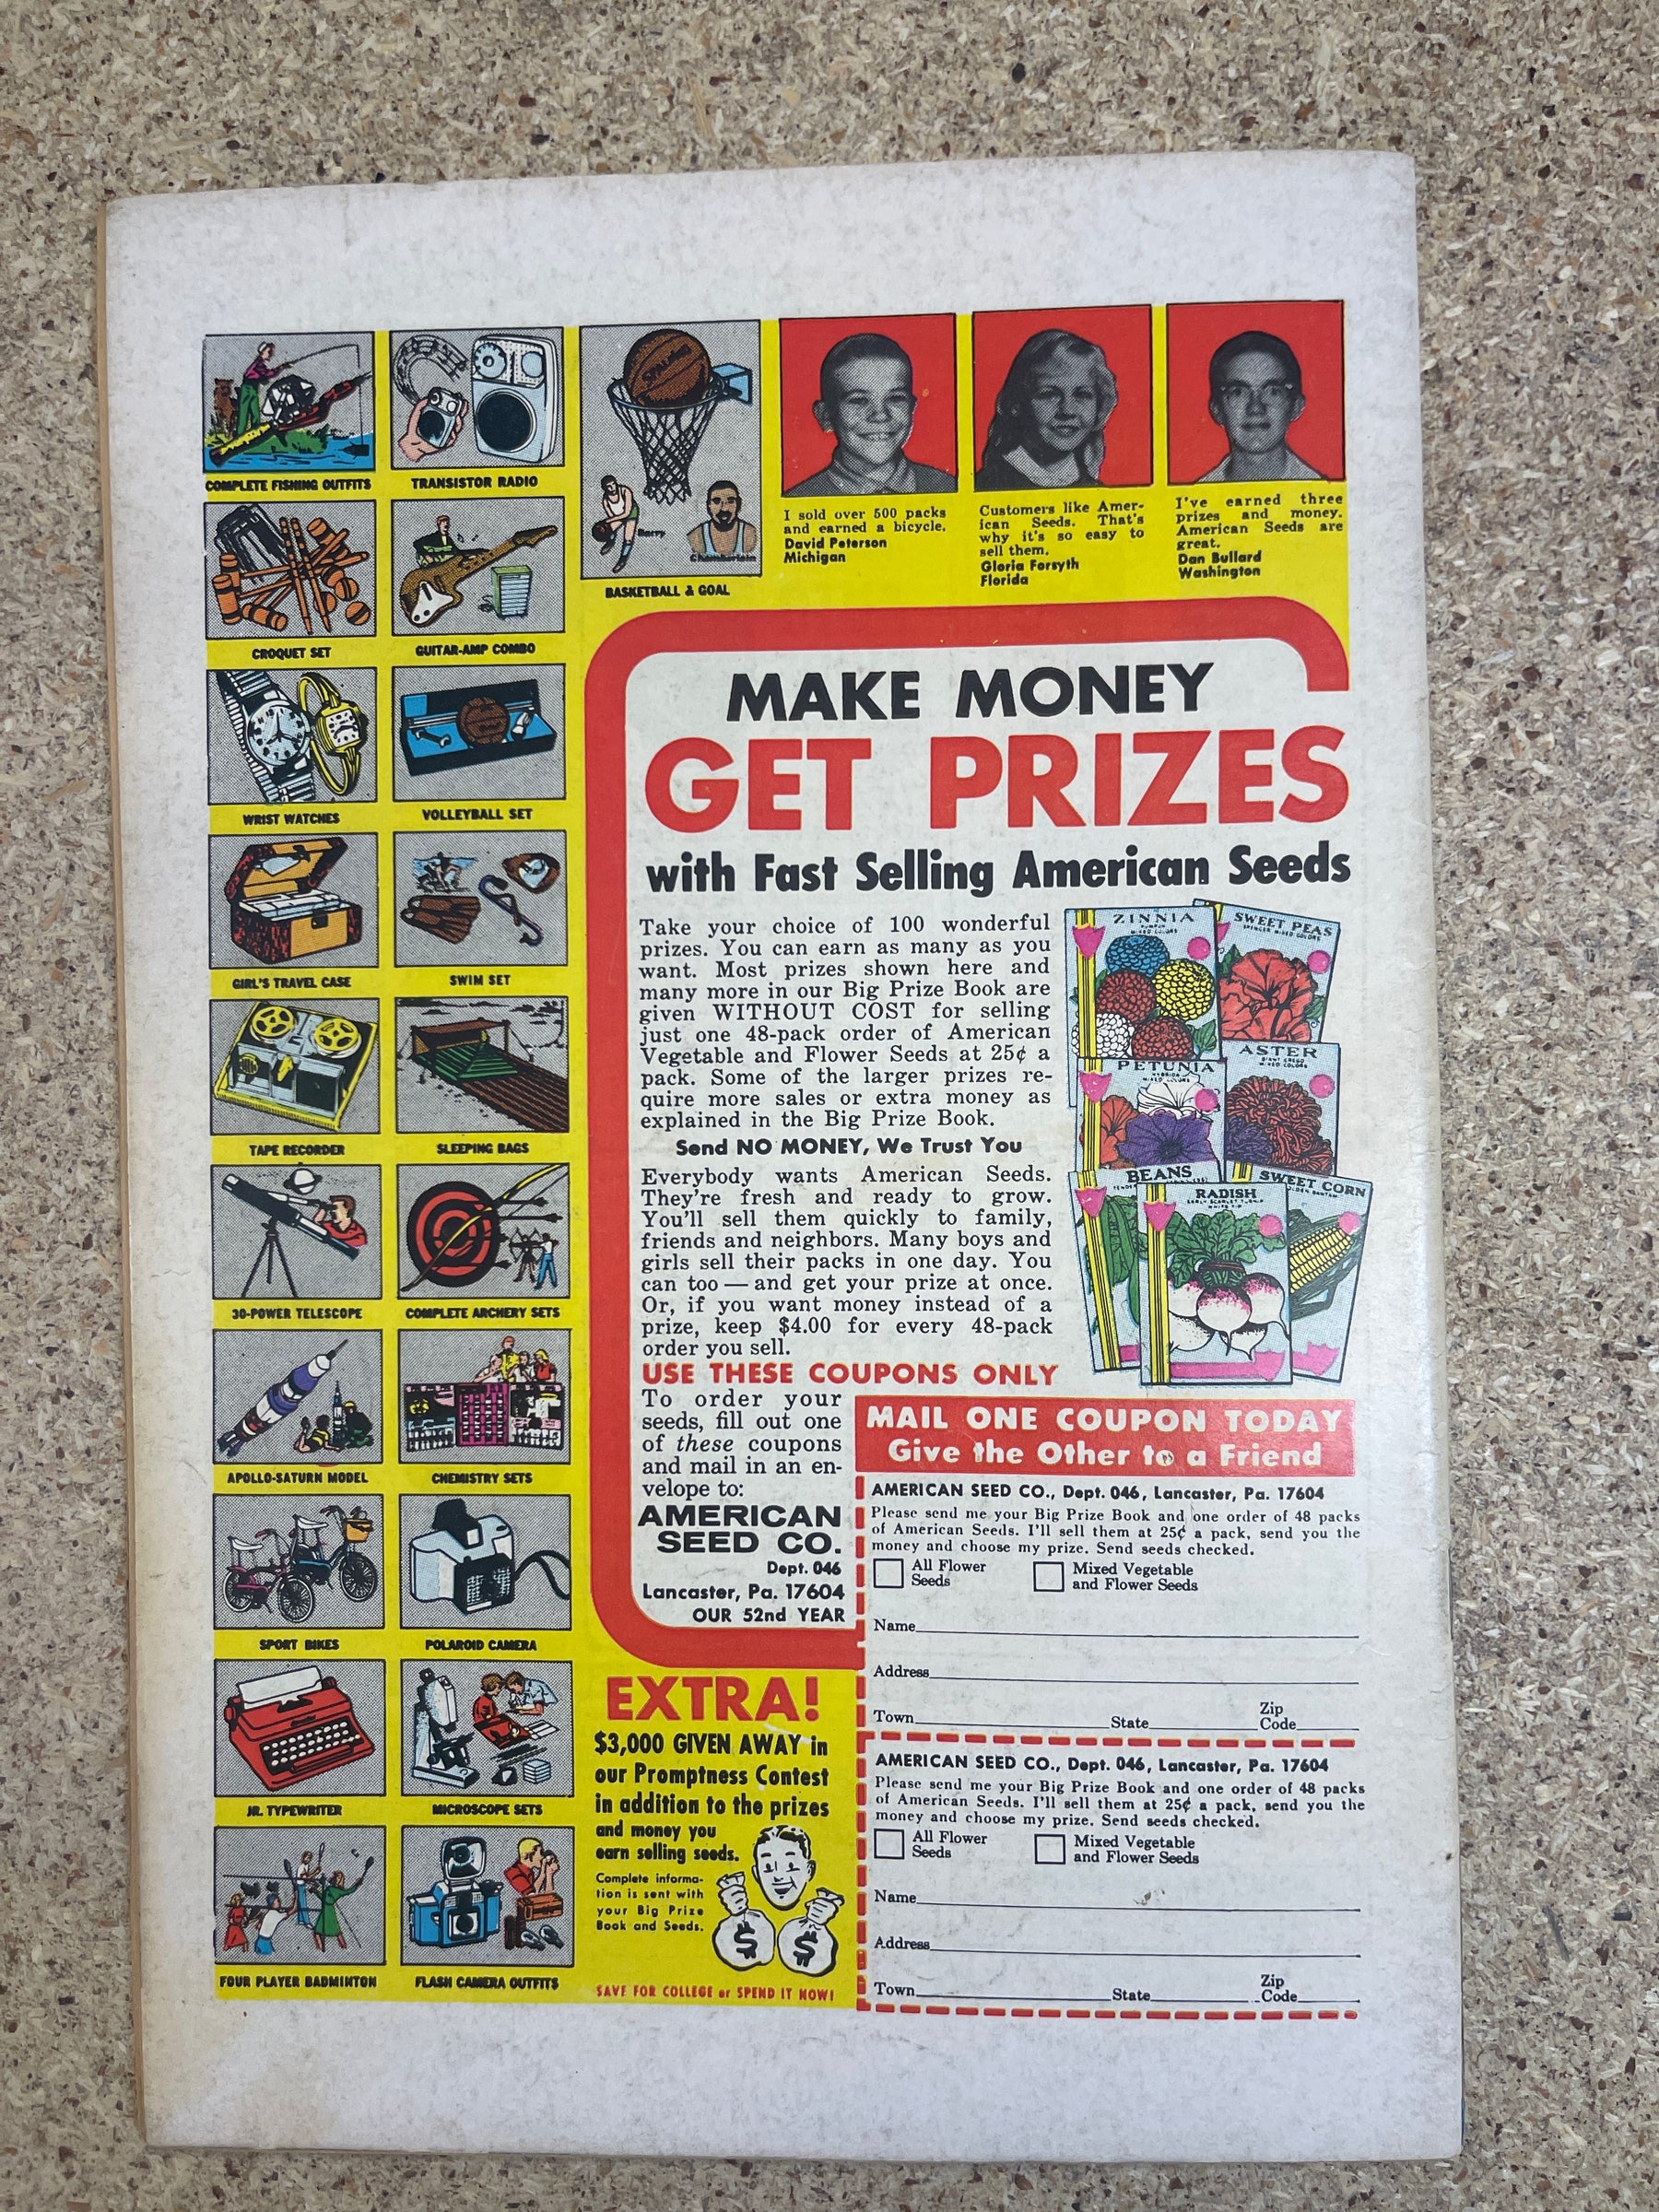 COMPLETE FISHING OUTFITS
TRANSISTOR RADIO
SPALDING
Barry
Chamberlain
BASKETBALL & GOAL
I sold over 500 packs
and earned a bicycle.
David Peterson
Michigan
Customers like Amer-
ican Seeds. That's
why it's so easy to
sell them.
Gloria Forsyth
Florida
I've earned three
prizes and money.
American Seeds are
great.
Dan Bullard
Washington
CROQUET SET
GUITAR-AMP COMBO
WRIST WATCHES
VOLLEYBALL SET
GIRL'S TRAVEL CASE
SWIM SET
TAPE RECORDER
SLEEPING BAGS
30-POWER TELESCOPE
COMPLETE ARCHERY SETS
APOLLO-SATURN MODEL
CHEMISTRY SETS
SPORT BIKES
POLAROID CAMERA
JR. TYPEWRITER
MICROSCOPE SETS
FOUR PLAYER BADMINTON
FLASH CAMERA OUTFITS
MAKE MONEY
GET PRIZES
with Fast Selling American Seeds
Take your choice of 100 wonderful
prizes. You can earn as many as you
want. Most prizes shown here and
many more in our Big Prize Book are
given WITHOUT COST for selling
just one 48-pack order of American
Vegetable and Flower Seeds at 25¢ a
pack. Some of the larger prizes re-
quire more sales or extra money as
explained in the Big Prize Book.
Send NO MONEY, We Trust You
Everybody wants American Seeds.
They're fresh and ready to grow.
You'll sell them quickly to family,
friends and neighbors. Many boys and
girls sell their packs in one day. You
can too — and get your prize at once.
Or, if you want money instead of a
prize, keep $4.00 for every 48-pack
order you sell.
USE THESE COUPONS ONLY
To order your
seeds, fill out one
of these coupons
and mail in an en-
velope to:
AMERICAN
SEED CO.
Dept. 046
Lancaster, Pa. 17604
OUR 52nd YEAR
ZINNIA
MIXED COLORS
SWEET PEAS
SPENCER MIXED COLORS
PETUNIA
MIXED COLORS
ASTER
MIXED COLORS
BEANS
RADISH
SWEET CORN
MAIL ONE COUPON TODAY
Give the Other to a Friend
AMERICAN SEED CO., Dept. 046, Lancaster, Pa. 17604
Please send me your Big Prize Book and one order of 48 packs
of American Seeds. I'll sell them at 25¢ a pack, send you the
money and choose my prize. Send seeds checked.
All Flower
Seeds
Mixed Vegetable
and Flower Seeds
Name
Address
Town State Zip
Code
AMERICAN SEED CO., Dept. 046, Lancaster, Pa. 17604
Please send me your Big Prize Book and one order of 48 packs
of American Seeds. I'll sell them at 25¢ a pack, send you the
money and choose my prize. Send seeds checked.
All Flower
Seeds
Mixed Vegetable
and Flower Seeds
Name
Address
Town State Zip
Code
EXTRA!
$3,000 GIVEN AWAY in
our Promptness Contest
in addition to the prizes
and money you
earn selling seeds.
Complete informa-
tion is sent with
your Big Prize
Book and Seeds.
$ $
SAVE FOR COLLEGE or SPEND IT NOW!